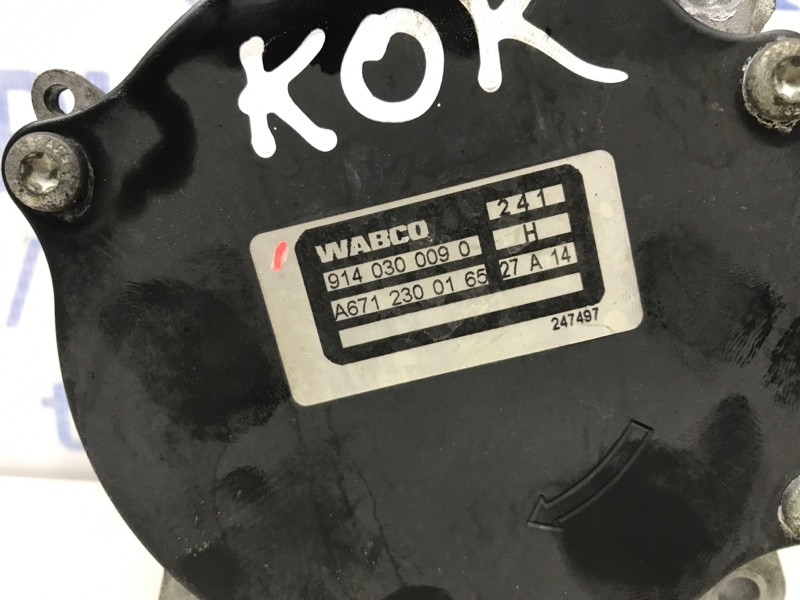 KOK
WABCO 241
914 030 009 0 H
A671 230 01 65 27 A 14
247497